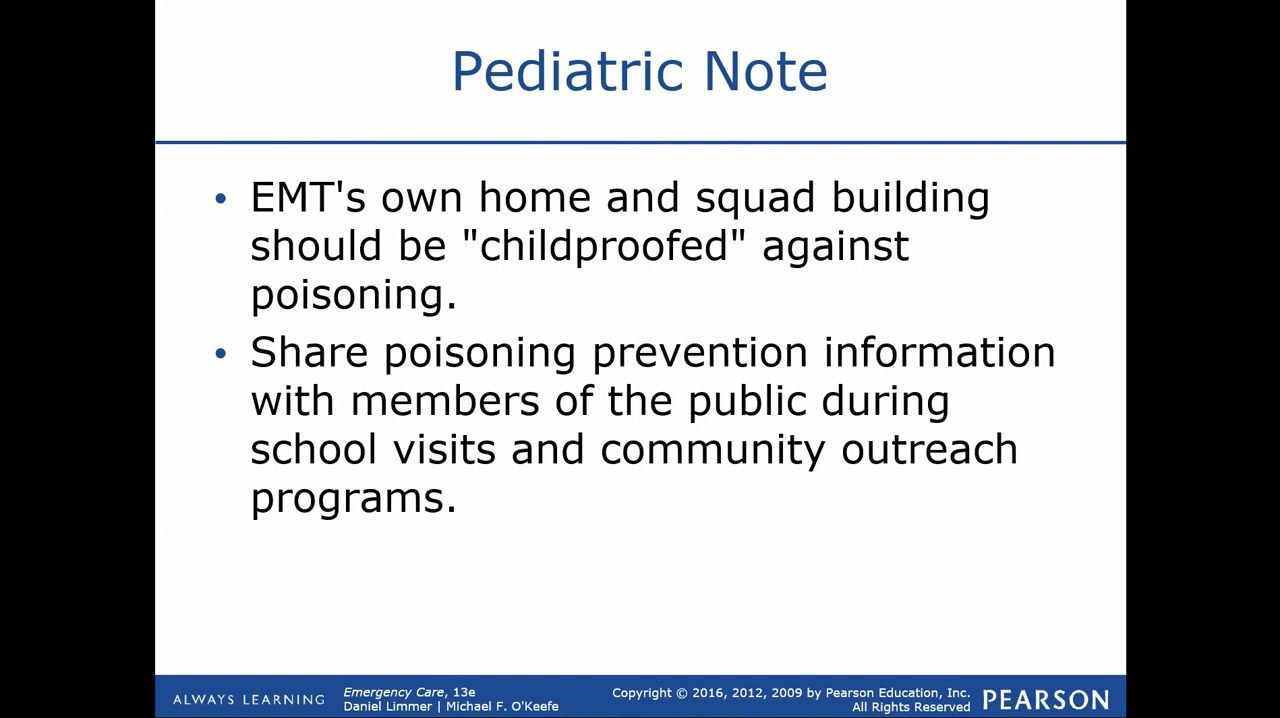 Pediatric Note
• EMT's own home and squad building
should be "childproofed" against
poisoning.
• Share poisoning prevention information
with members of the public during
school visits and community outreach
programs.
ALWAYS LEARNING
Emergency Care, 13e
Daniel Limmer | Michael F. O'Keefe
Copyright © 2016, 2012, 2009 by Pearson Education, Inc.
All Rights Reserved
PEARSON